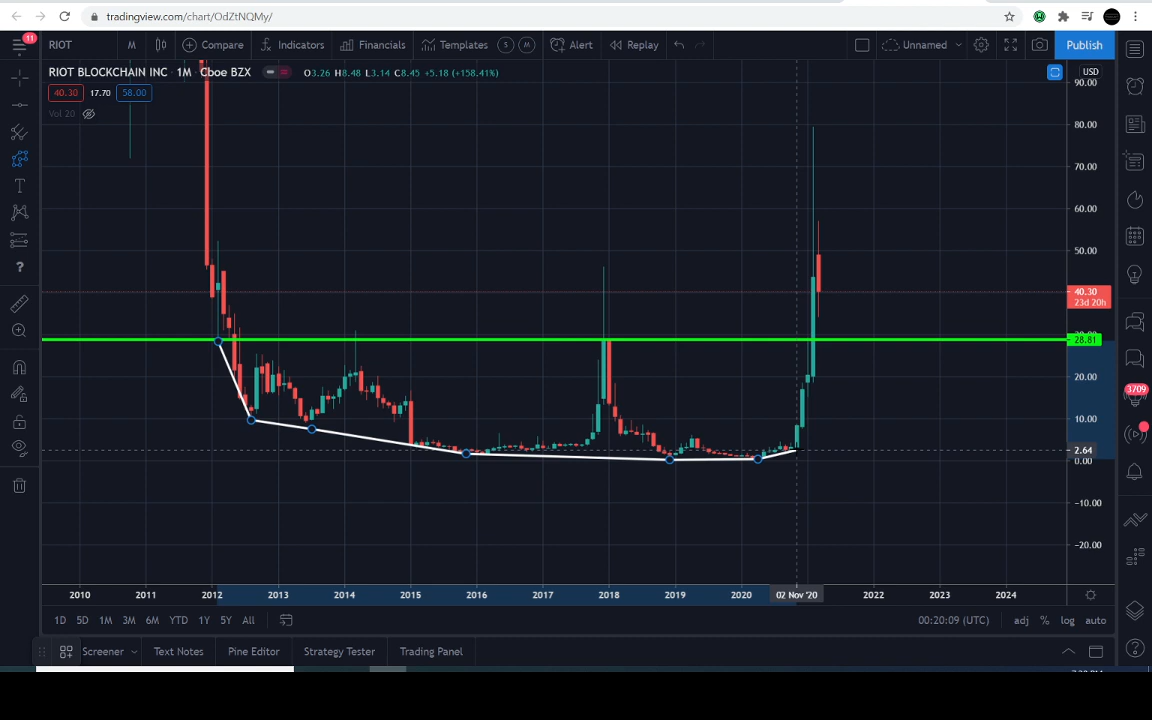 tradingview.com/chart/OdZtNQMy/
11
RIOT M Compare Indicators Financials Templates S M Alert Replay Unnamed Publish
RIOT BLOCKCHAIN INC · 1M · Cboe BZX O3.26 H8.48 L3.14 C8.45 +5.18 (+158.41%)
USD
40.30 17.70 58.00
Vol 20
90.00
80.00
70.00
60.00
50.00
40.30
23d 20h
28.81
20.00
10.00
2.64
0.00
-10.00
-20.00
3709
2010 2011 2012 2013 2014 2015 2016 2017 2018 2019 2020 02 Nov '20 2022 2023 2024
1D 5D 1M 3M 6M YTD 1Y 5Y All 00:20:09 (UTC) adj % log auto
Screener Text Notes Pine Editor Strategy Tester Trading Panel